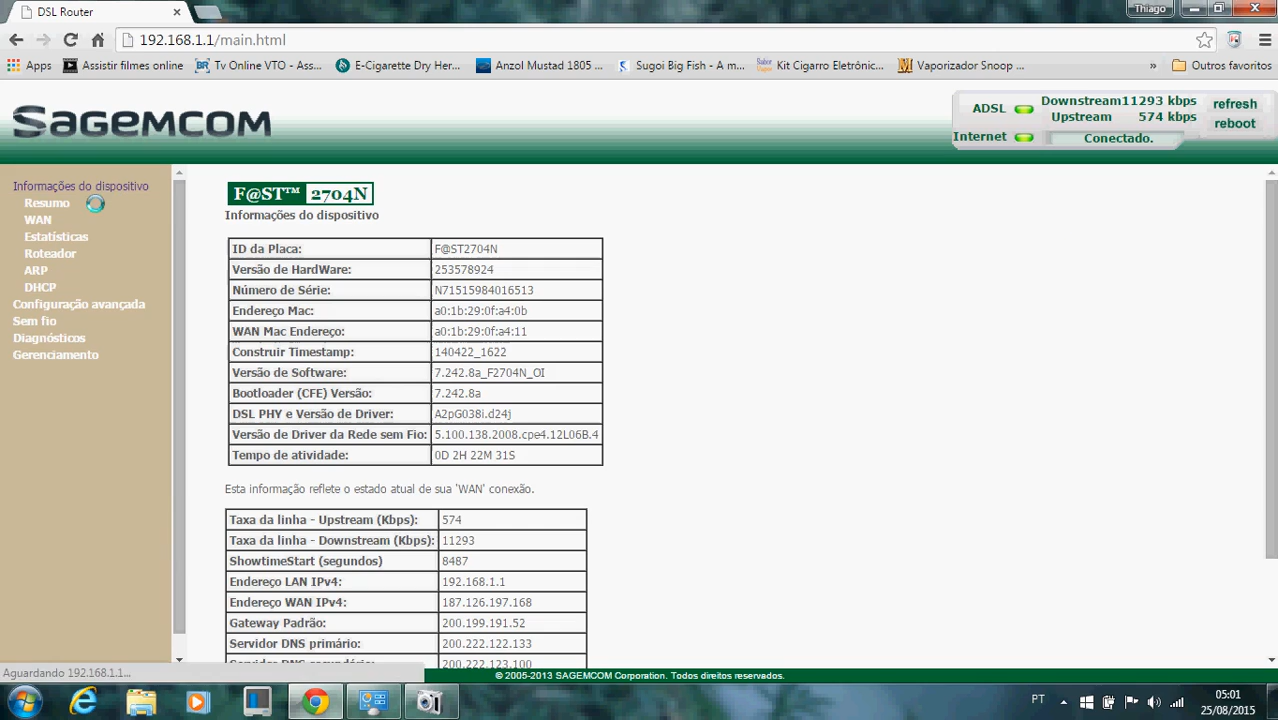 DSL Router
Thiago
192.168.1.1/main.html
Apps
Assistir filmes online
Tv Online VTO - Ass...
E-Cigarette Dry Her...
Anzol Mustad 1805 ...
Sugoi Big Fish - A m...
Kit Cigarro Eletrônic...
Vaporizador Snoop ...
»
Outros favoritos
SAGEMCOM
ADSL
Downstream 11293 kbps
Upstream 574 kbps
Internet
Conectado.
refresh
reboot
Informações do dispositivo
Resumo
WAN
Estatísticas
Roteador
ARP
DHCP
Configuração avançada
Sem fio
Diagnósticos
Gerenciamento
F@ST™ 2704N
Informações do dispositivo
ID da Placa: F@ST2704N
Versão de HardWare: 253578924
Número de Série: N71515984016513
Endereço Mac: a0:1b:29:0f:a4:0b
WAN Mac Endereço: a0:1b:29:0f:a4:11
Construir Timestamp: 140422_1622
Versão de Software: 7.242.8a_F2704N_OI
Bootloader (CFE) Versão: 7.242.8a
DSL PHY e Versão de Driver: A2pG038i.d24j
Versão de Driver da Rede sem Fio: 5.100.138.2008.cpe4.12L06B.4
Tempo de atividade: 0D 2H 22M 31S
Esta informação reflete o estado atual de sua 'WAN' conexão.
Taxa da linha - Upstream (Kbps): 574
Taxa da linha - Downstream (Kbps): 11293
ShowtimeStart (segundos) 8487
Endereço LAN IPv4: 192.168.1.1
Endereço WAN IPv4: 187.126.197.168
Gateway Padrão: 200.199.191.52
Servidor DNS primário: 200.222.122.133
Servidor DNS secundário: 200.222.123.100
Aguardando 192.168.1.1...
© 2005-2013 SAGEMCOM Corporation. Todos direitos reservados.
PT
05:01
25/08/2015